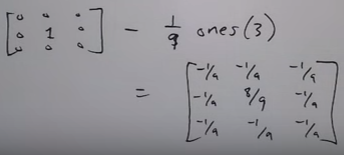 [0 0 0
0 1 0
0 0 0] - 1/9 ones(3)
= [-1/9 -1/9 -1/9
-1/9 8/9 -1/9
-1/9 -1/9 -1/9]